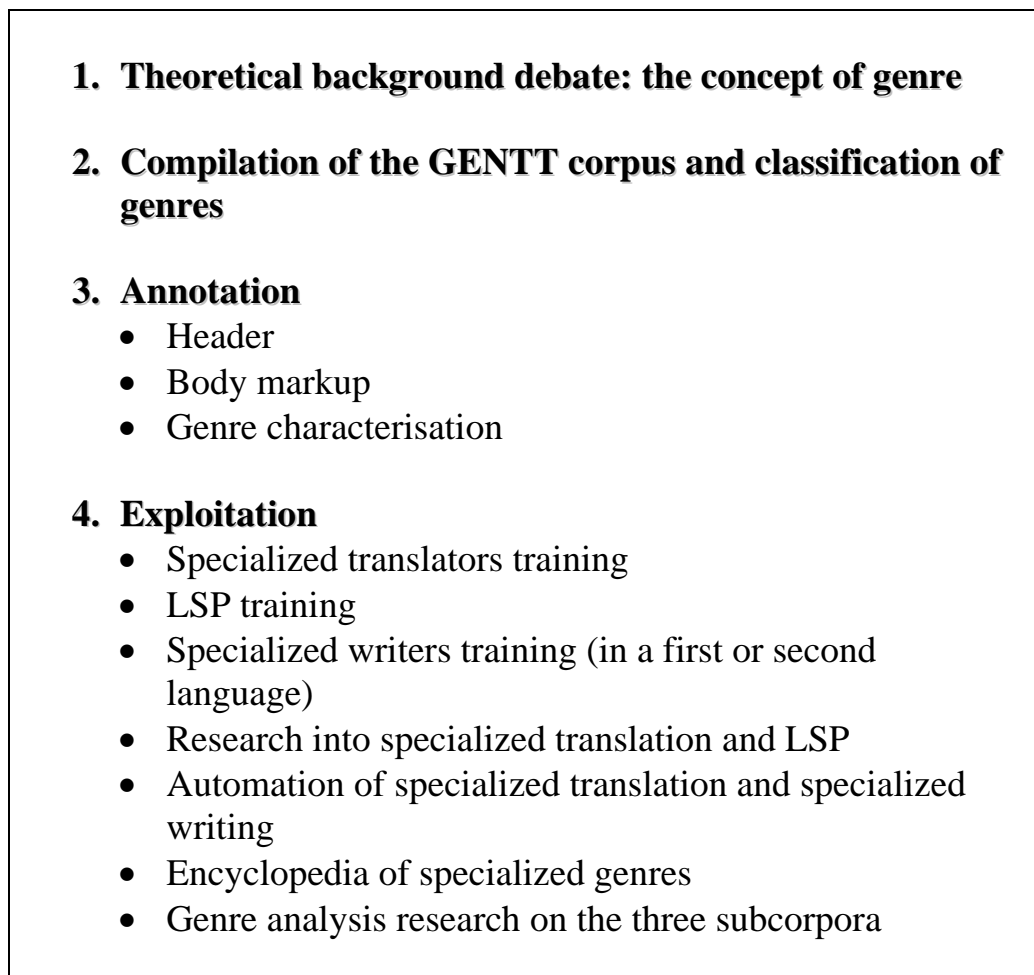 1. Theoretical background debate: the concept of genre
2. Compilation of the GENTT corpus and classification of
genres
3. Annotation
• Header
• Body markup
• Genre characterisation
4. Exploitation
• Specialized translators training
• LSP training
• Specialized writers training (in a first or second
language)
• Research into specialized translation and LSP
• Automation of specialized translation and specialized
writing
• Encyclopedia of specialized genres
• Genre analysis research on the three subcorpora